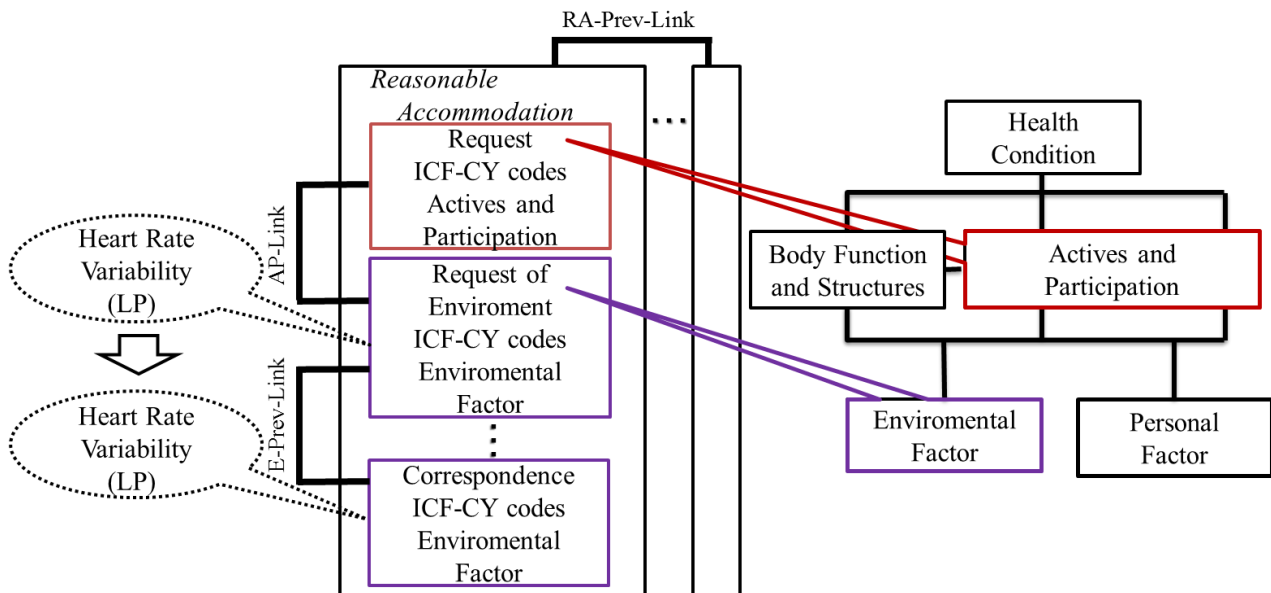 RA-Prev-Link
Reasonable
Accommodation
Request
ICF-CY codes
Actives and
Participation
AP-Link
Heart Rate
Variability
(LP)
Request of
Enviroment
ICF-CY codes
Enviromental
Factor
E-Prev-Link
Heart Rate
Variability
(LP)
Correspondence
ICF-CY codes
Enviromental
Factor
Health
Condition
Body Function
and Structures
Actives and
Participation
Enviromental
Factor
Personal
Factor